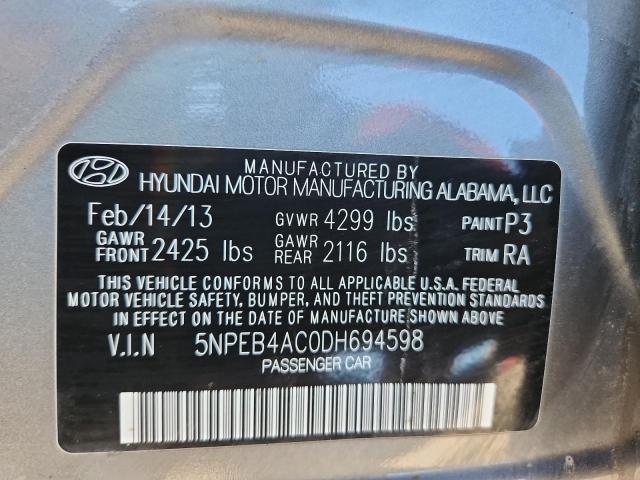 MANUFACTURED BY
HYUNDAI MOTOR MANUFACTURING ALABAMA, LLC
Feb/14/13 GVWR 4299 lbs PAINT P3
GAWR FRONT 2425 lbs GAWR REAR 2116 lbs TRIM RA
THIS VEHICLE CONFORMS TO ALL APPLICABLE U.S.A. FEDERAL
MOTOR VEHICLE SAFETY, BUMPER, AND THEFT PREVENTION STANDARDS
IN EFFECT ON THE DATE OF MANUFACTURE SHOWN ABOVE.
V.I.N 5NPEB4AC0DH694598
PASSENGER CAR